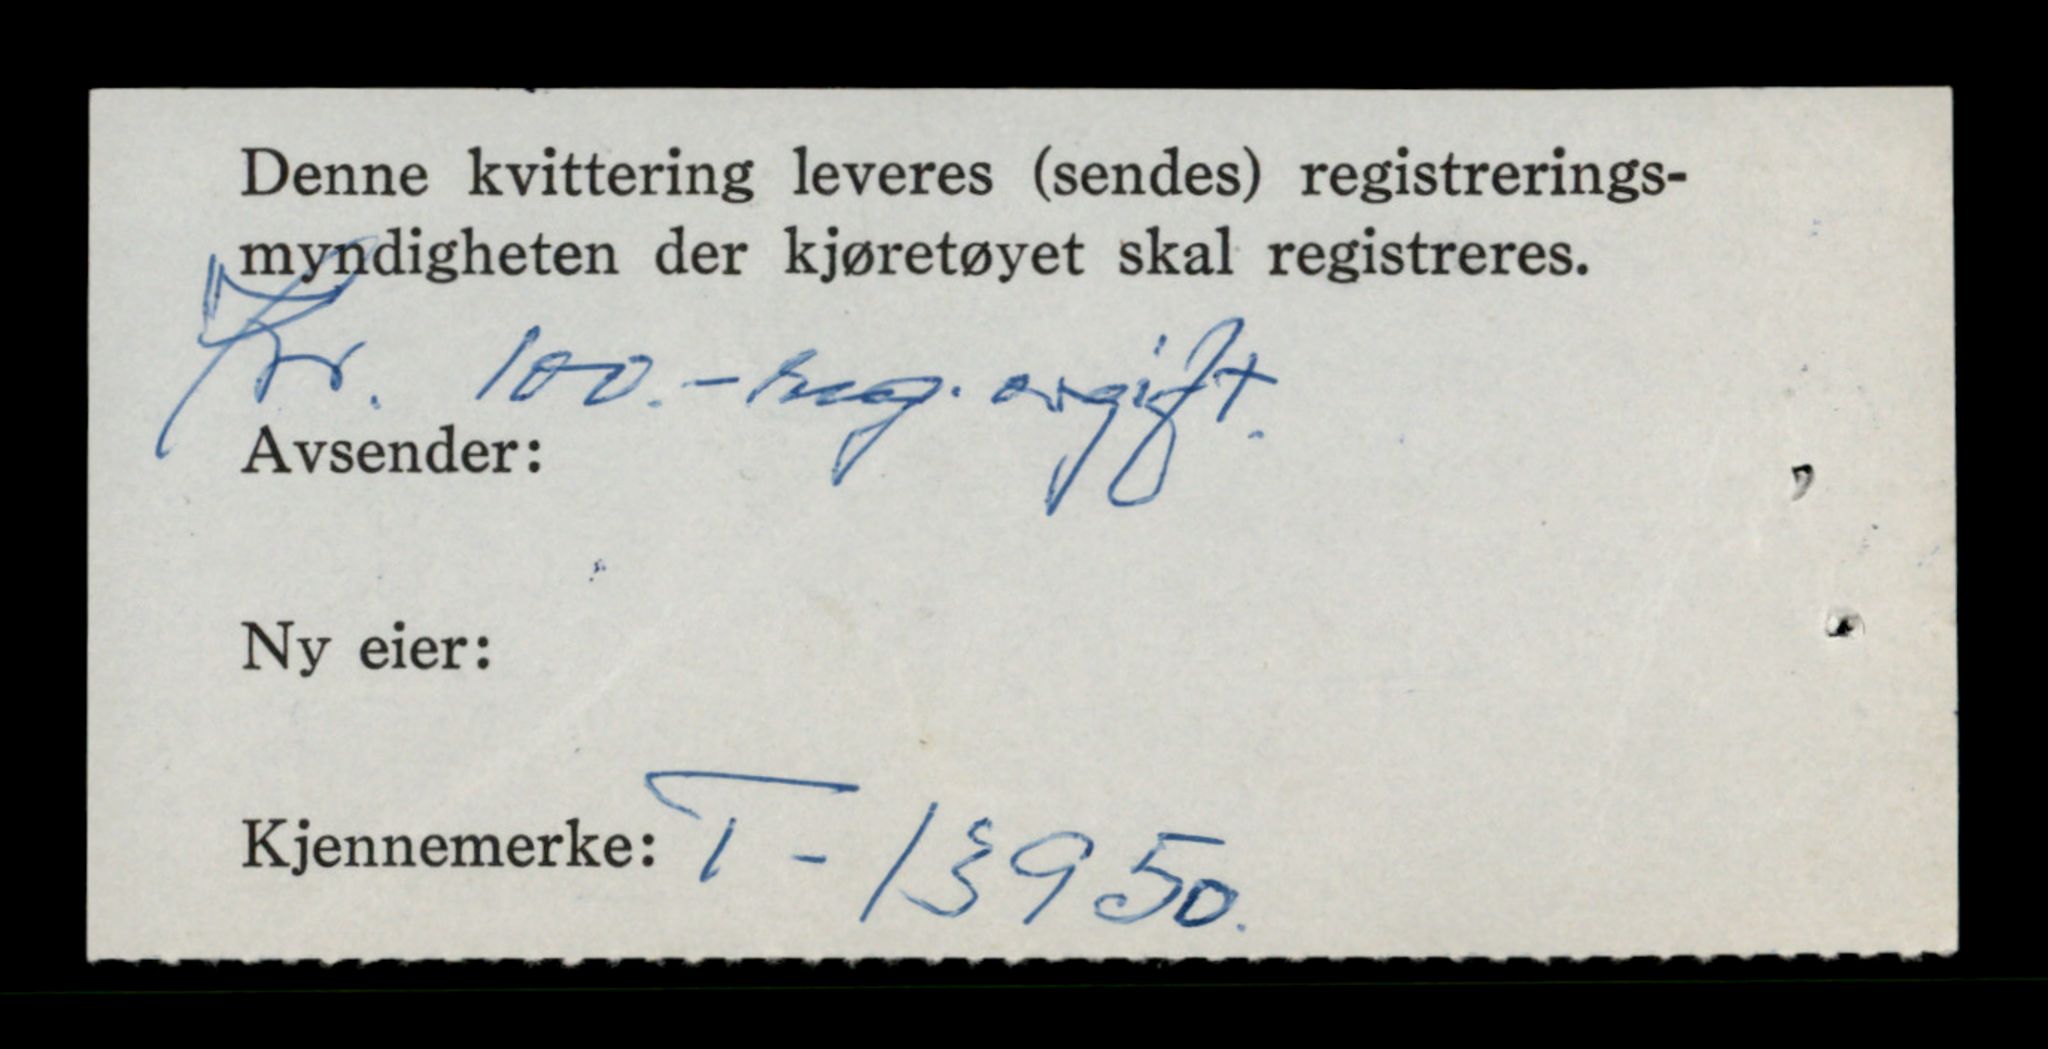 Denne kvittering leveres (sendes) registrerings-
myndigheten der kjøretøyet skal registreres.
Kr. 100.- reg. avgift.
Avsender:
Ny eier:
Kjennemerke: T - 13950.